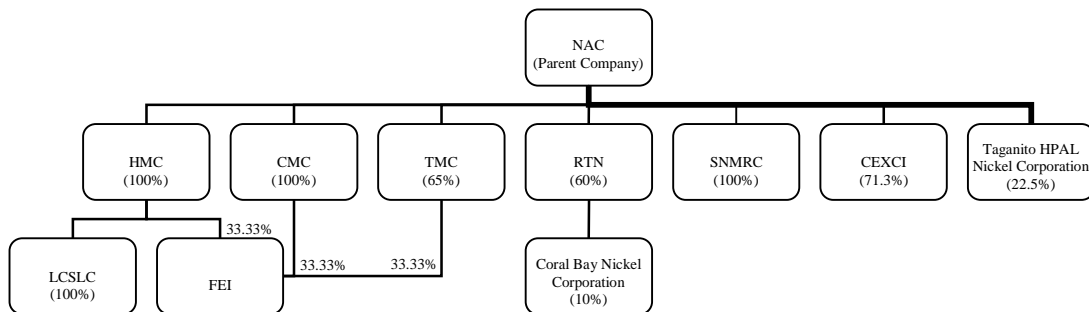 NAC
(Parent Company)
HMC
(100%)
CMC
(100%)
TMC
(65%)
RTN
(60%)
SNMRC
(100%)
CEXCI
(71.3%)
Taganito HPAL
Nickel Corporation
(22.5%)
33.33%
33.33%
33.33%
LCSLC
(100%)
FEI
Coral Bay Nickel
Corporation
(10%)